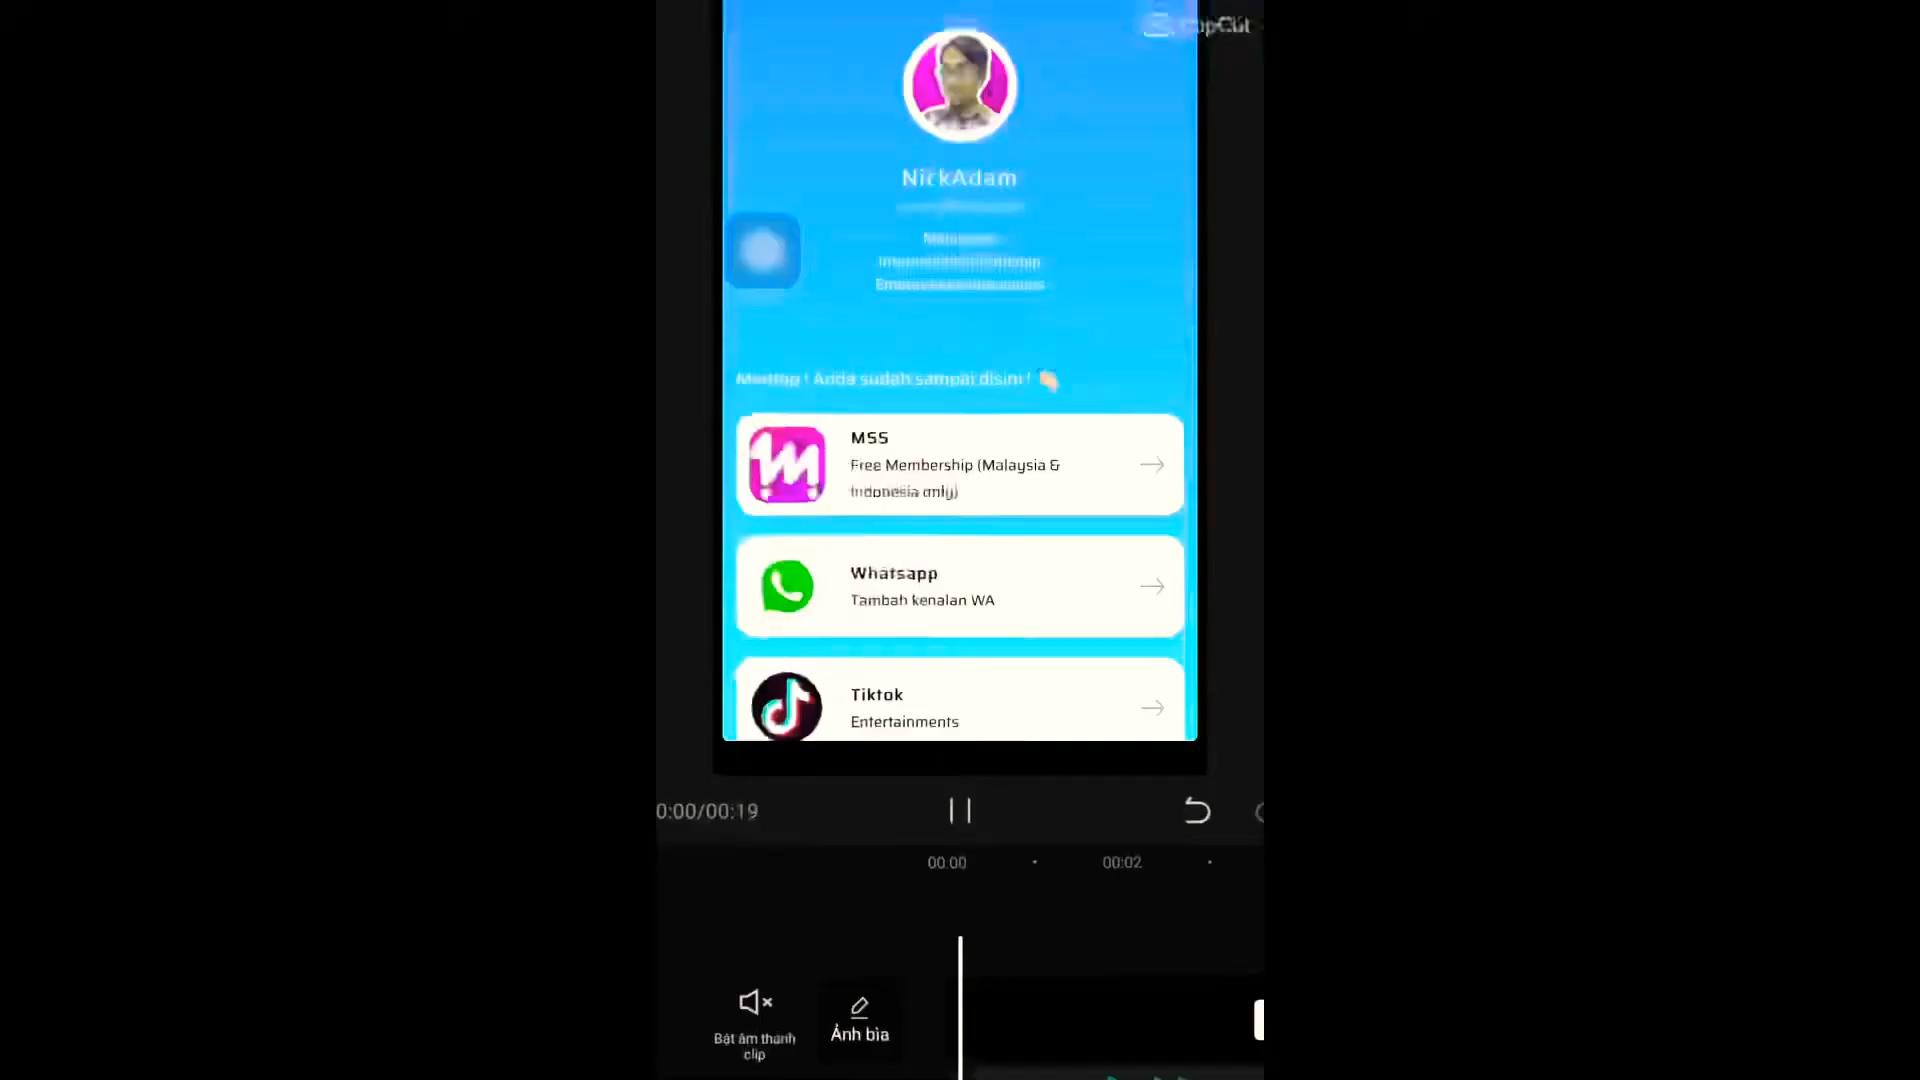 CapCut
NickAdam
Anda sudah sampai disini !
MSS
Free Membership (Malaysia &
Indonesia only)
Whatsapp
Tambah kenalan WA
Tiktok
Entertainments
0:00/00:19
00:00
00:02
Bật âm thanh
clip
Ảnh bìa